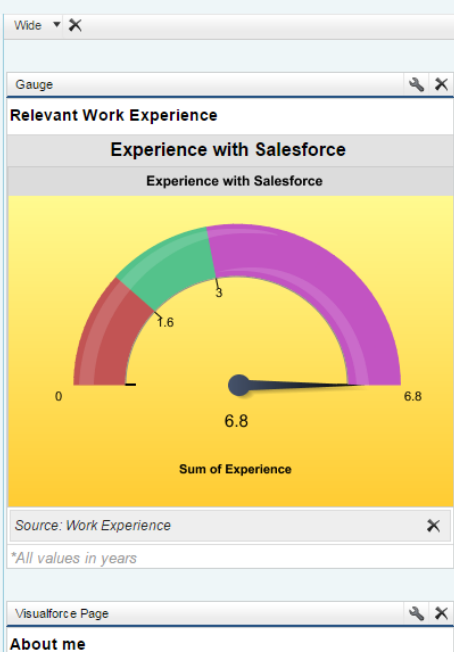 Wide
Gauge
Relevant Work Experience
Experience with Salesforce
Experience with Salesforce
3
1.6
0
6.8
6.8
Sum of Experience
Source: Work Experience
*All values in years
Visualforce Page
About me